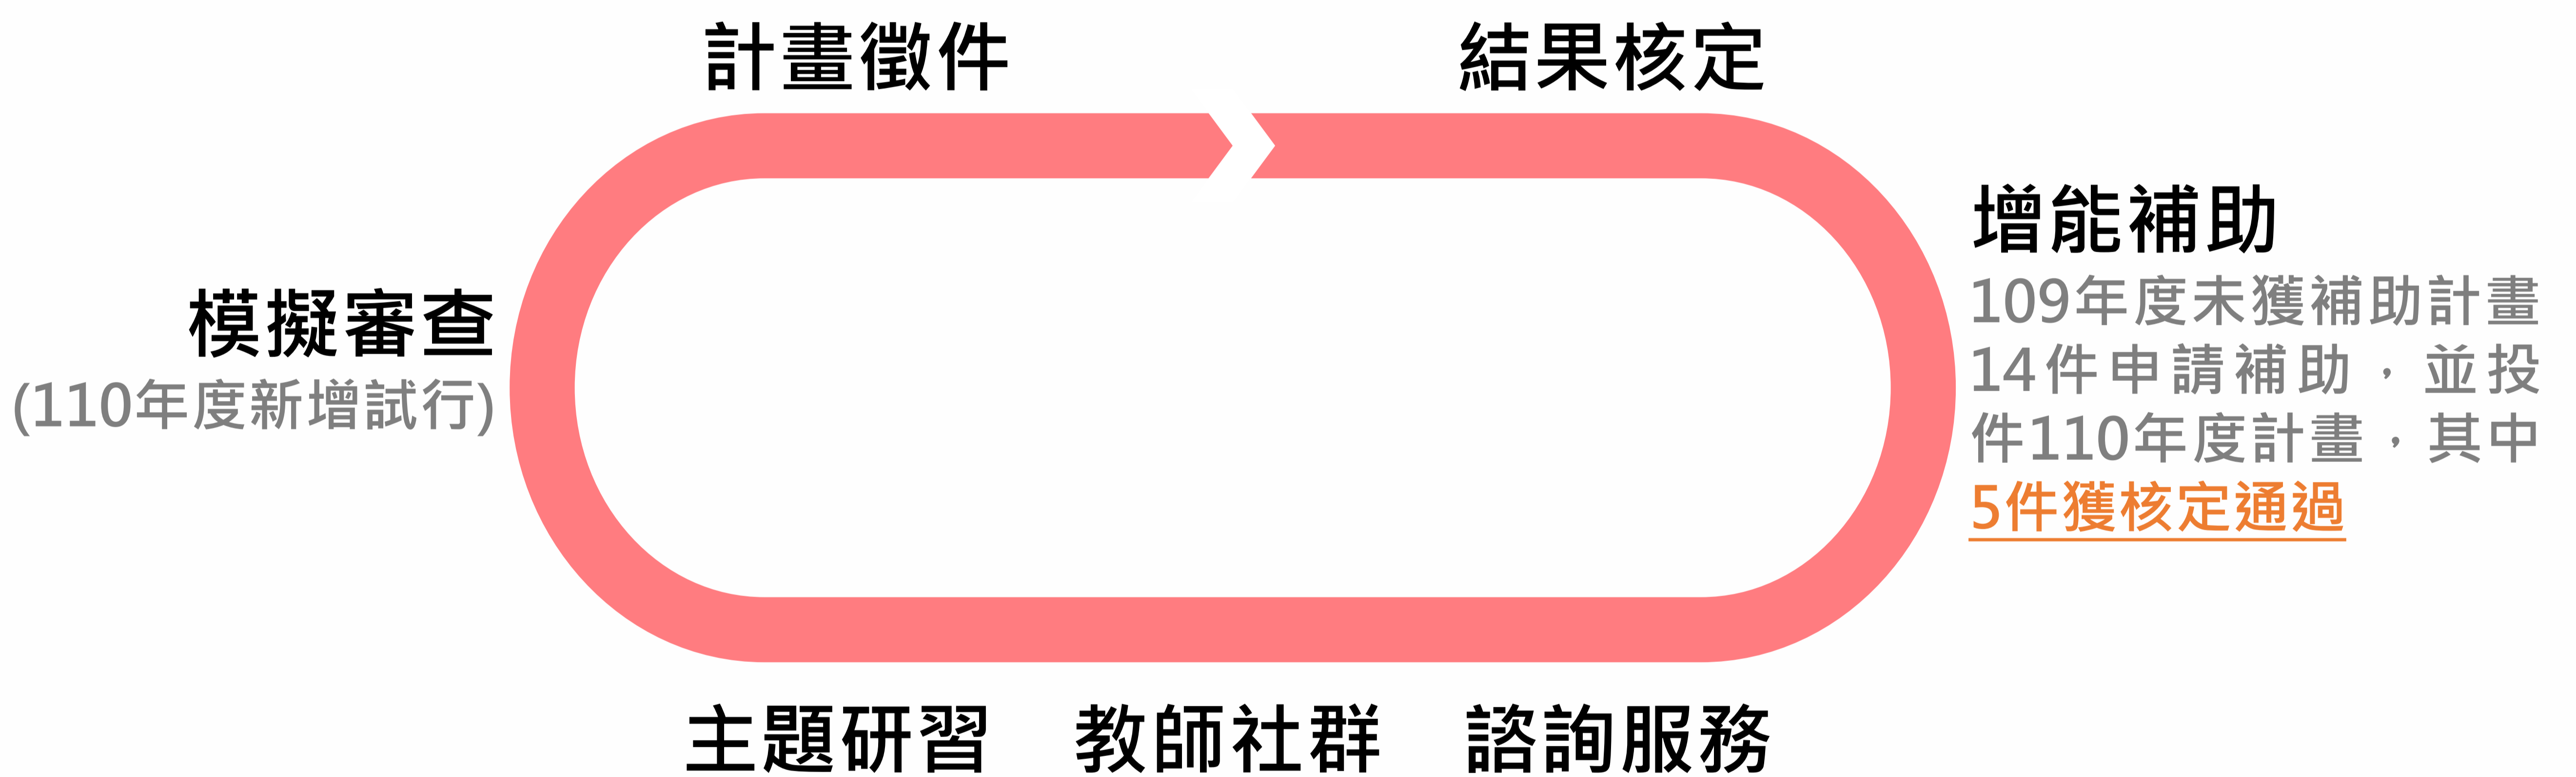 計畫徵件
結果核定
增能補助
109年度未獲補助計畫
14件申請補助，並投
件110年度計畫，其中
5件獲核定通過
模擬審查
(110年度新增試行)
主題研習
教師社群
諮詢服務